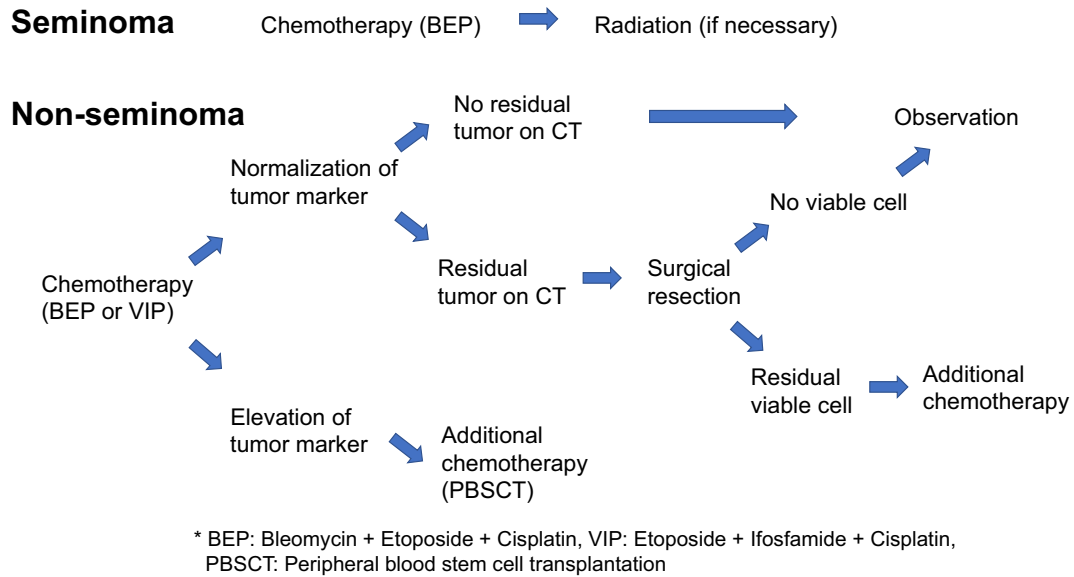 Seminoma
Chemotherapy (BEP)
Radiation (if necessary)
Non-seminoma
No residual
tumor on CT
Observation
Normalization of
tumor marker
No viable cell
Chemotherapy
(BEP or VIP)
Residual
tumor on CT
Surgical
resection
Residual
viable cell
Additional
chemotherapy
Elevation of
tumor marker
Additional
chemotherapy
(PBSCT)
* BEP: Bleomycin + Etoposide + Cisplatin, VIP: Etoposide + Ifosfamide + Cisplatin,
PBSCT: Peripheral blood stem cell transplantation